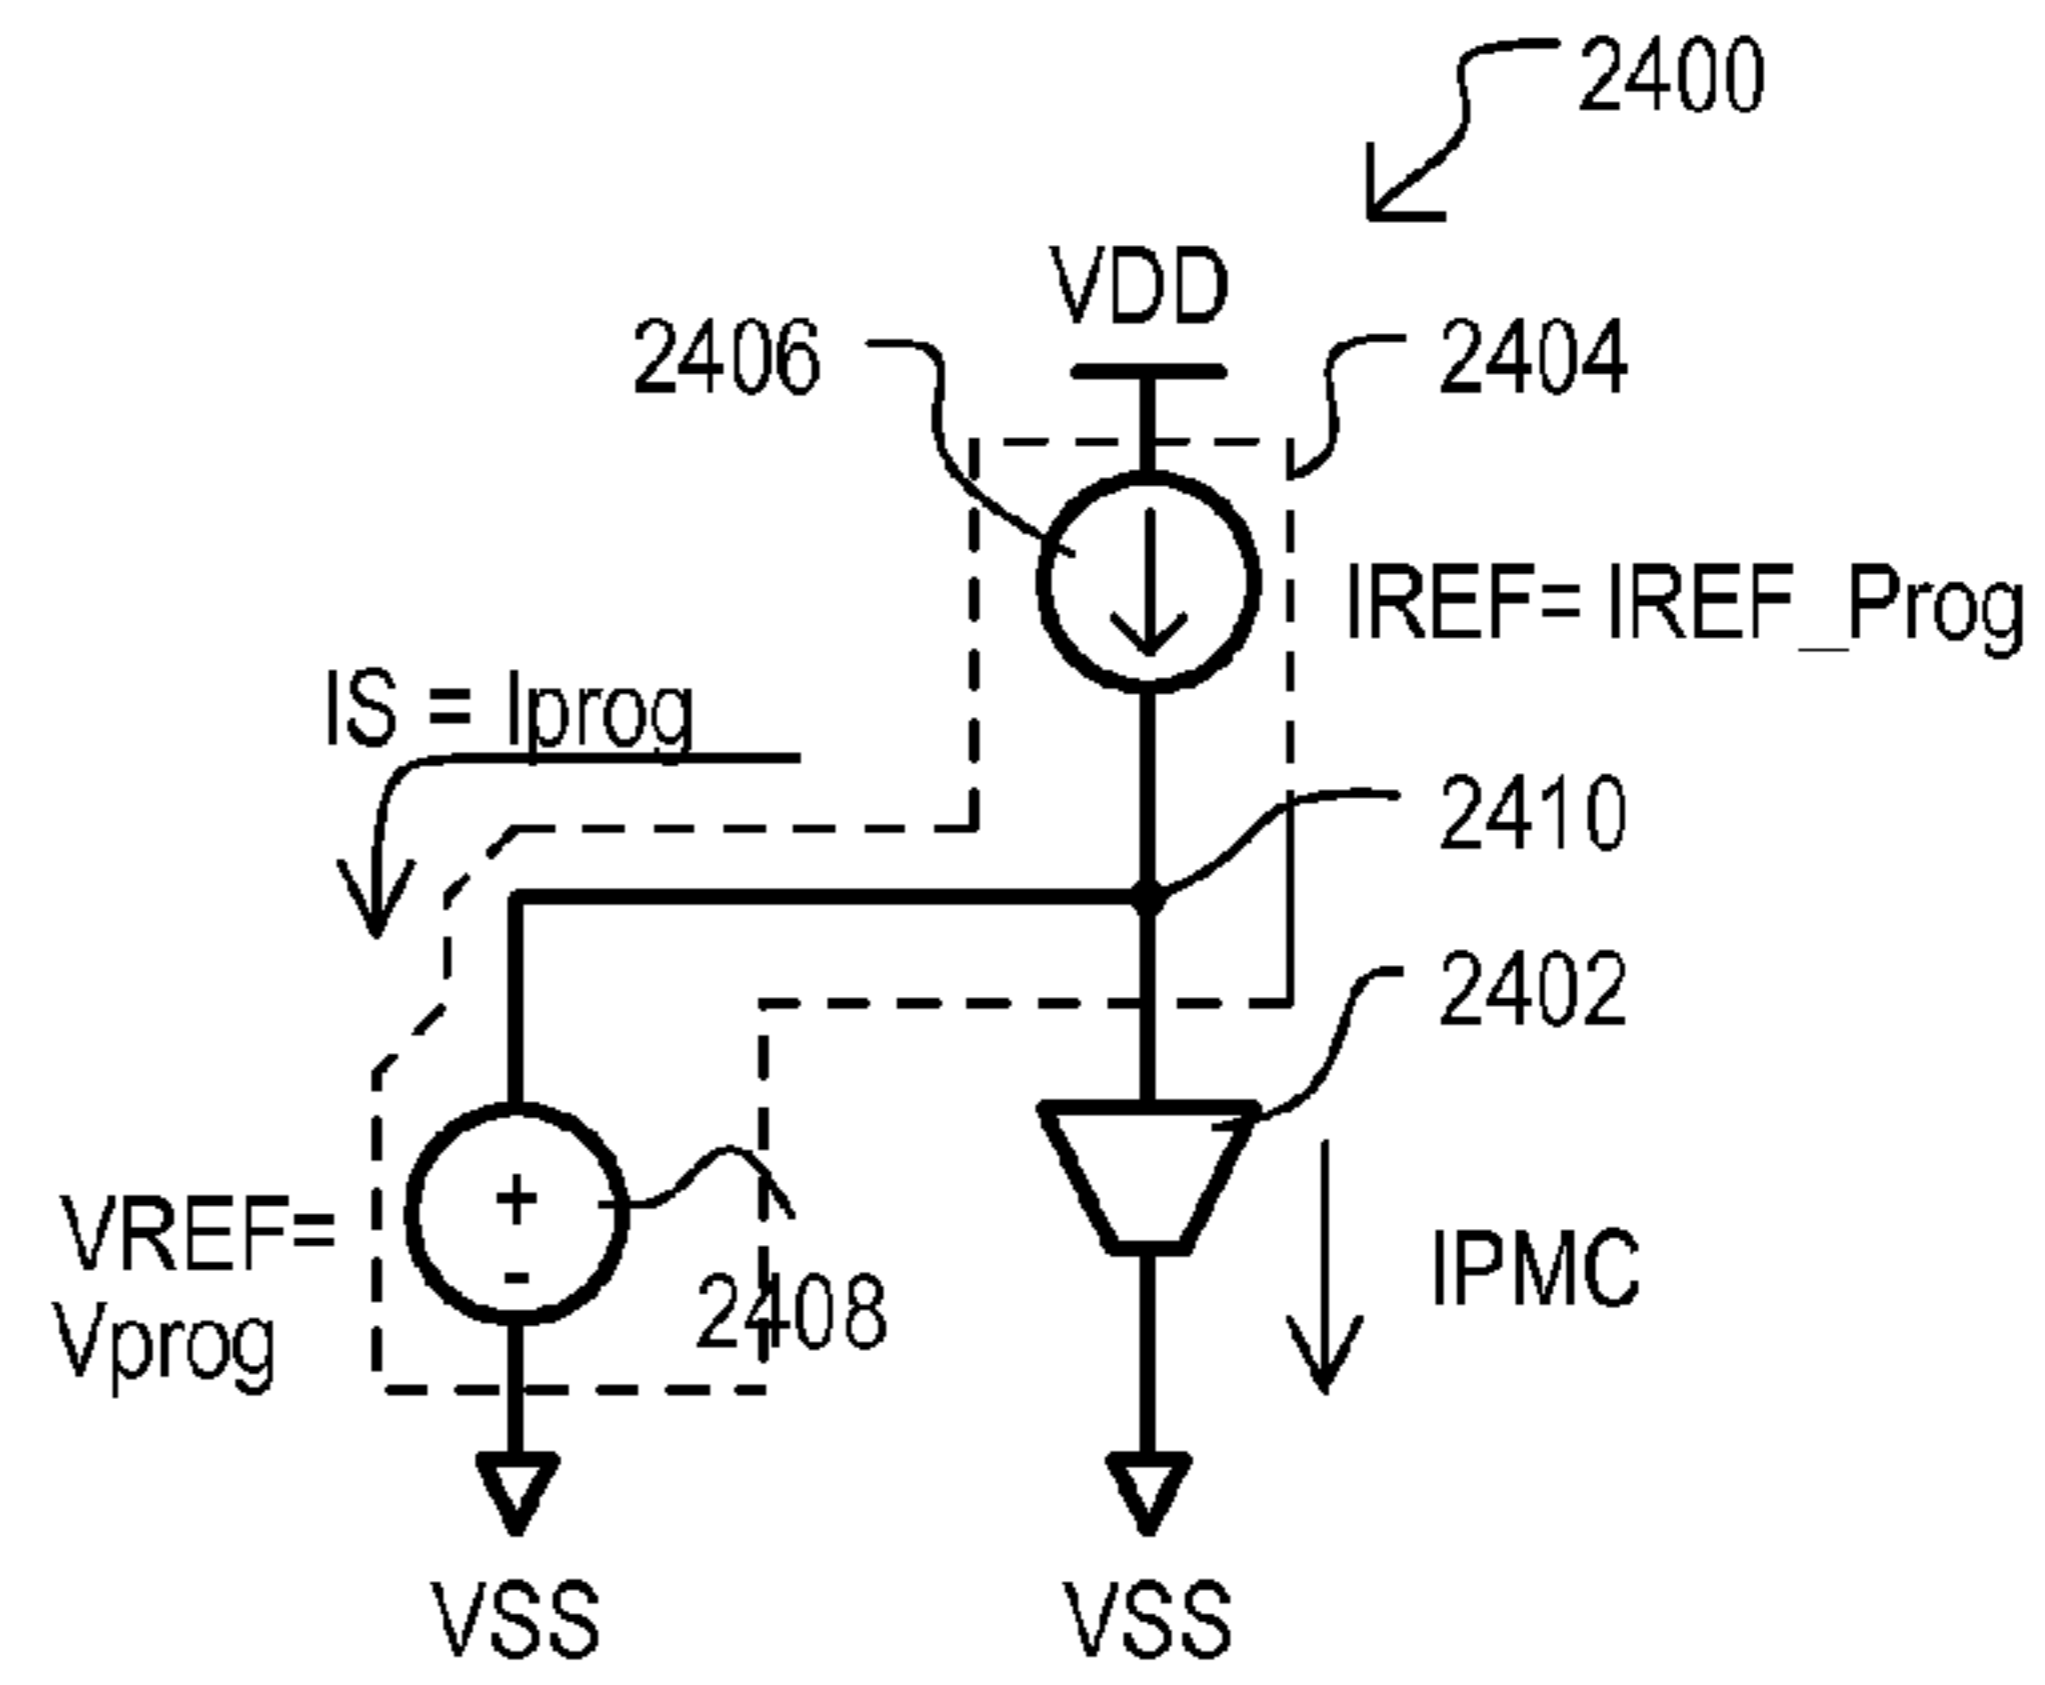 2400
VDD
2406
2404
IREF= IREF_Prog
IS = Iprog
2410
2402
+
-
VREF=
Vprog
2408
IPMC
VSS
VSS